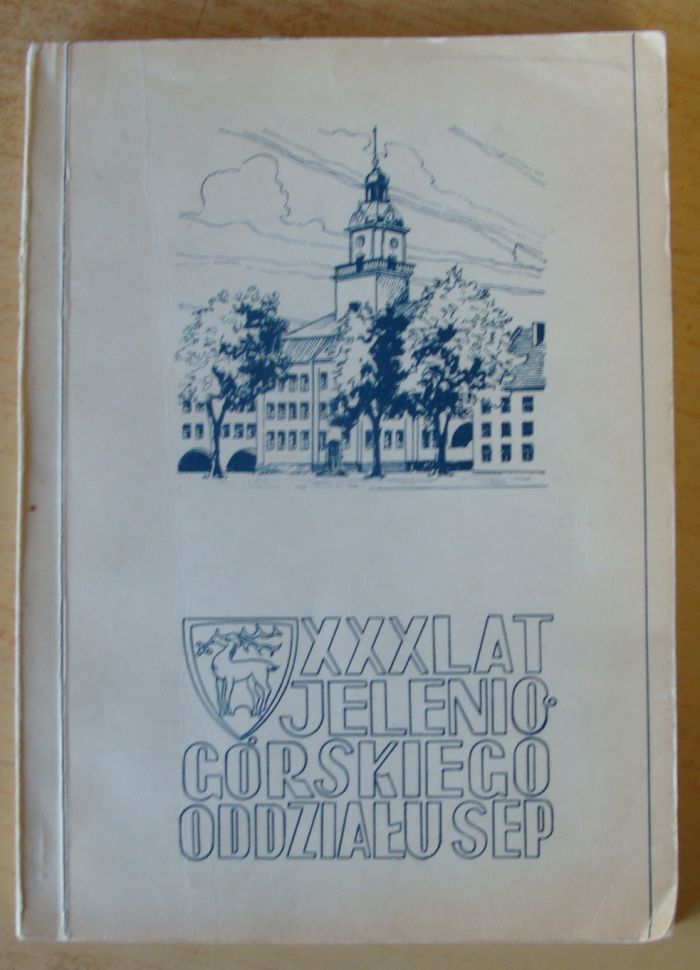 XXX LAT
JELENIO-
GÓRSKIEGO
ODDZIAŁU SEP